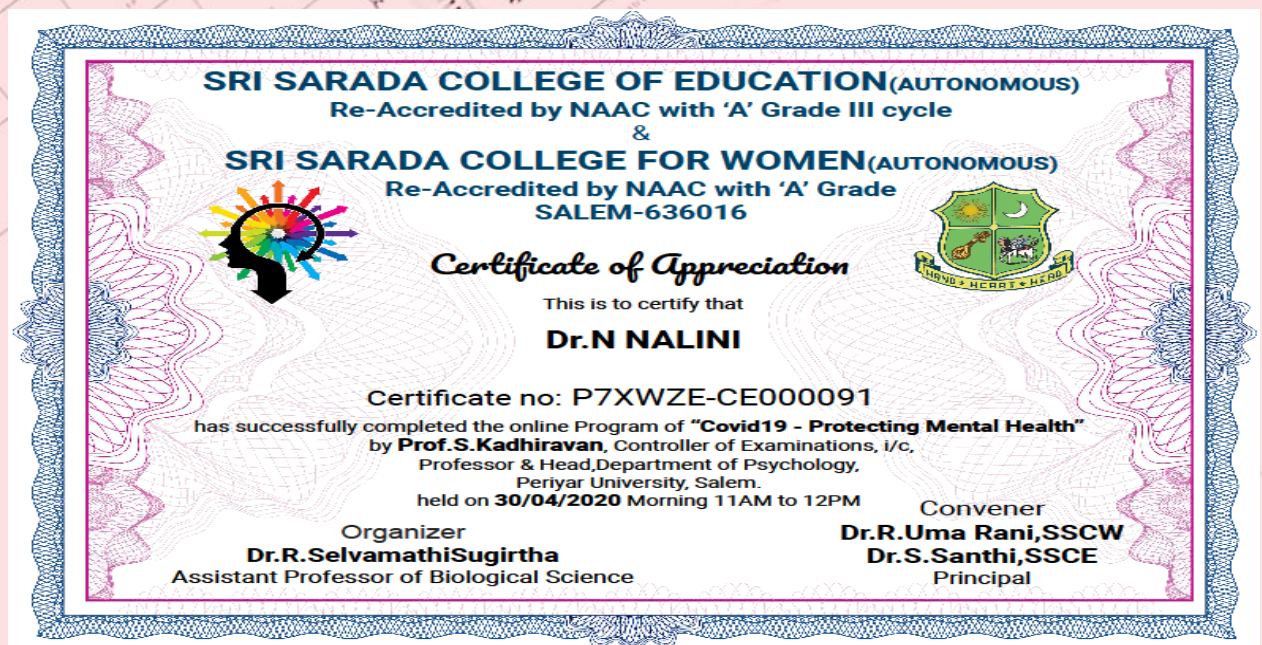 SRI SARADA COLLEGE OF EDUCATION(AUTONOMOUS)
Re-Accredited by NAAC with ‘A’ Grade III cycle
&
SRI SARADA COLLEGE FOR WOMEN(AUTONOMOUS)
Re-Accredited by NAAC with ‘A’ Grade
SALEM-636016
HAND HEART HEAD
Certificate of Appreciation
This is to certify that
Dr.N NALINI
Certificate no: P7XWZE-CE000091
has successfully completed the online Program of “Covid19 - Protecting Mental Health”
by Prof.S.Kadhiravan, Controller of Examinations, i/c,
Professor & Head,Department of Psychology,
Periyar University, Salem.
held on 30/04/2020 Morning 11AM to 12PM
Organizer
Dr.R.SelvamathiSugirtha
Assistant Professor of Biological Science
Convener
Dr.R.Uma Rani,SSCW
Dr.S.Santhi,SSCE
Principal